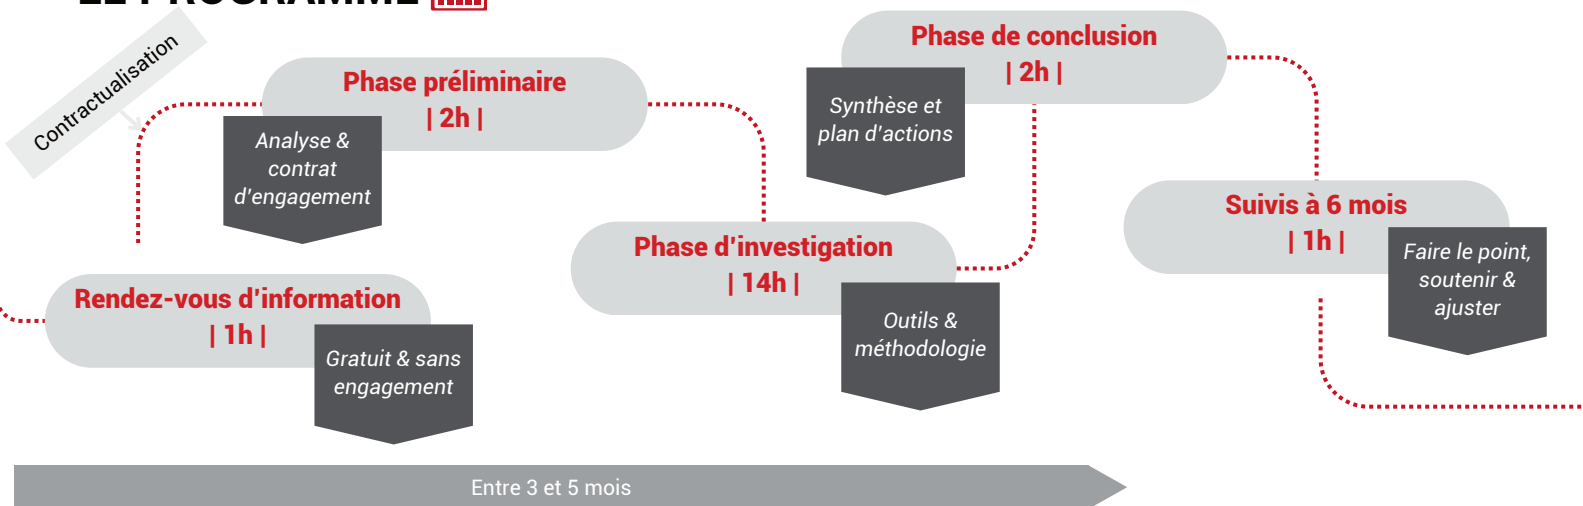 LE PROGRAMME
Contractualisation
Rendez-vous d'information
| 1h |
Gratuit & sans
engagement
Phase préliminaire
| 2h |
Analyse &
contrat
d'engagement
Phase d'investigation
| 14h |
Outils &
méthodologie
Phase de conclusion
| 2h |
Synthèse et
plan d'actions
Suivis à 6 mois
| 1h |
Faire le point,
soutenir &
ajuster
Entre 3 et 5 mois